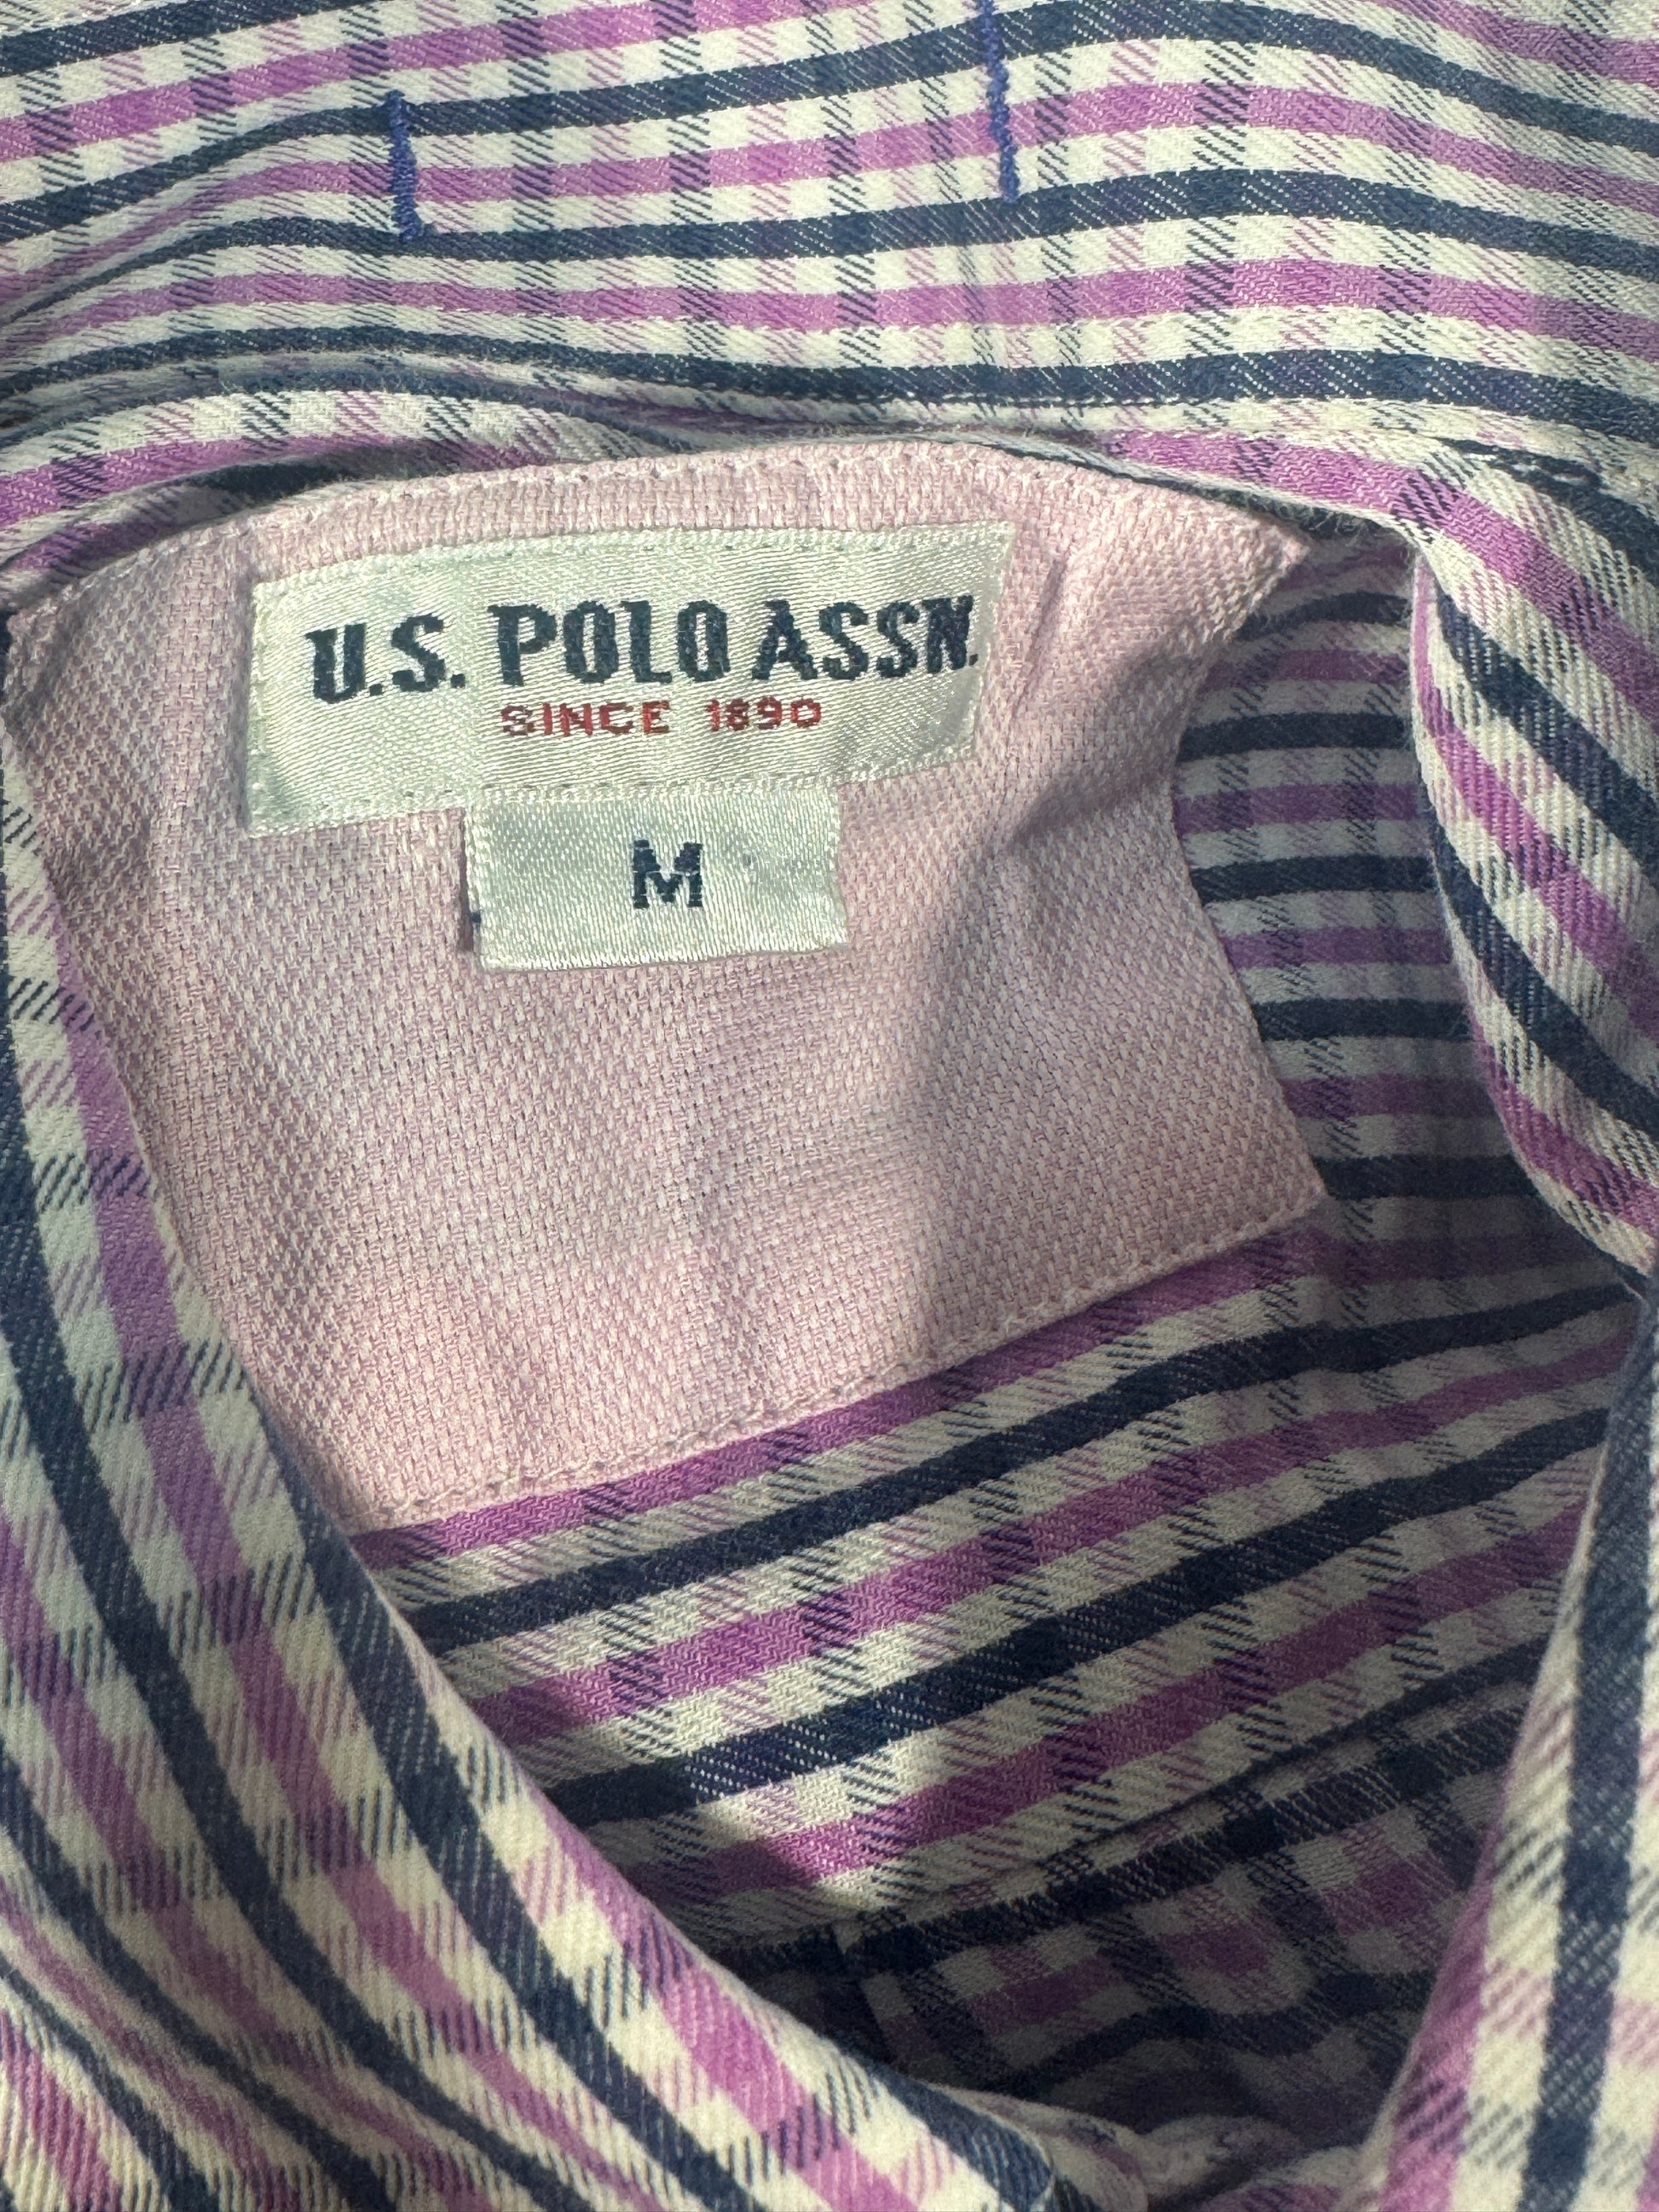 U.S. POLO ASSN.
SINCE 1890
M